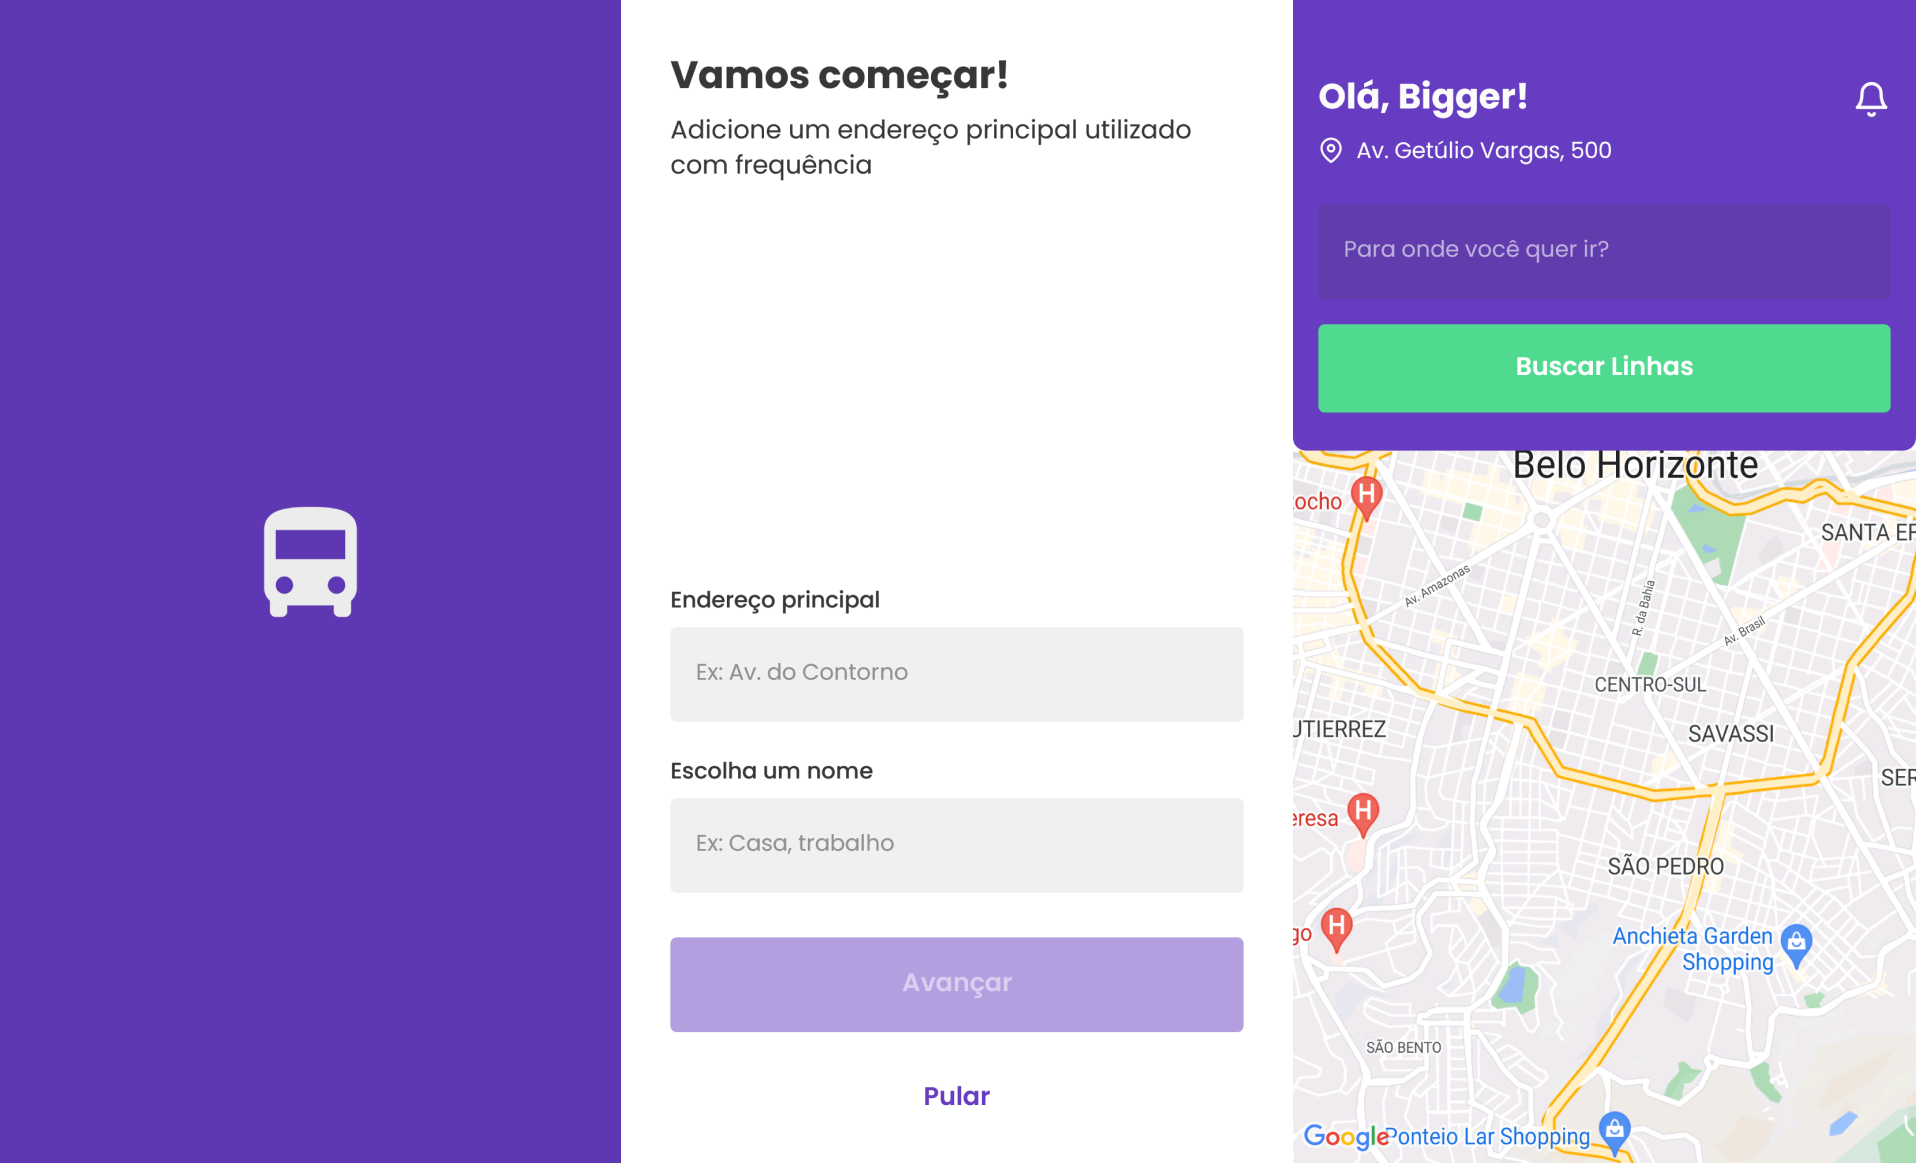 Vamos começar!
Adicione um endereço principal utilizado
com frequência
Endereço principal
Ex: Av. do Contorno
Escolha um nome
Ex: Casa, trabalho
Avançar
Pular
Olá, Bigger!
Av. Getúlio Vargas, 500
Para onde você quer ir?
Buscar Linhas
Belo Horizonte
ocho
H
SANTA EF
Av. Amazonas
R. da Bahia
Av. Brasil
CENTRO-SUL
UTIERREZ
SAVASSI
SER
eresa
H
SÃO PEDRO
go
H
Anchieta Garden
Shopping
SÃO BENTO
Google
Ponteio Lar Shopping